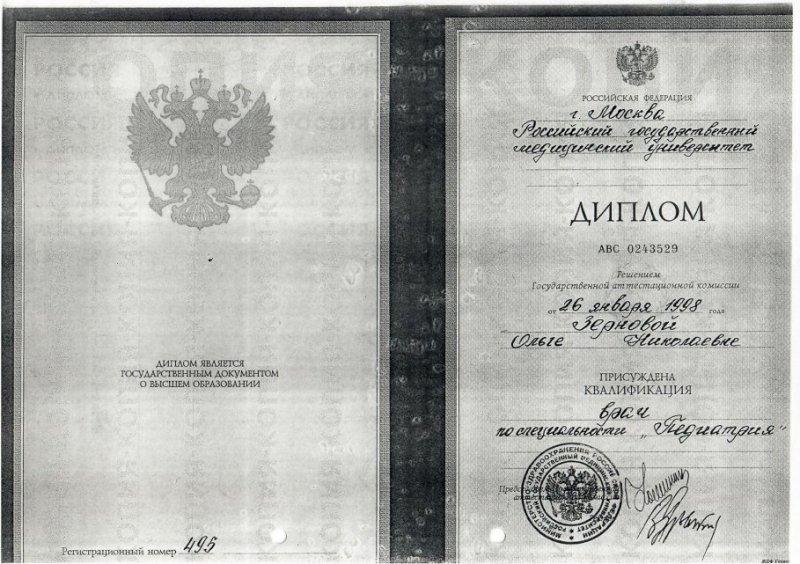 ДИПЛОМ ЯВЛЯЕТСЯ
ГОСУДАРСТВЕННЫМ ДОКУМЕНТОМ
О ВЫСШЕМ ОБРАЗОВАНИИ
Регистрационный номер 495
РОССИЙСКАЯ ФЕДЕРАЦИЯ
г. Москва
Российский государственный
медицинский университет
ДИПЛОМ
АВС 0243529
Решением
Государственной аттестационной комиссии
от 26 января 1998 года
Зерновой
Ольге Николаевне
ПРИСУЖДЕНА
КВАЛИФИКАЦИЯ
врач
по специальности „Педиатрия"